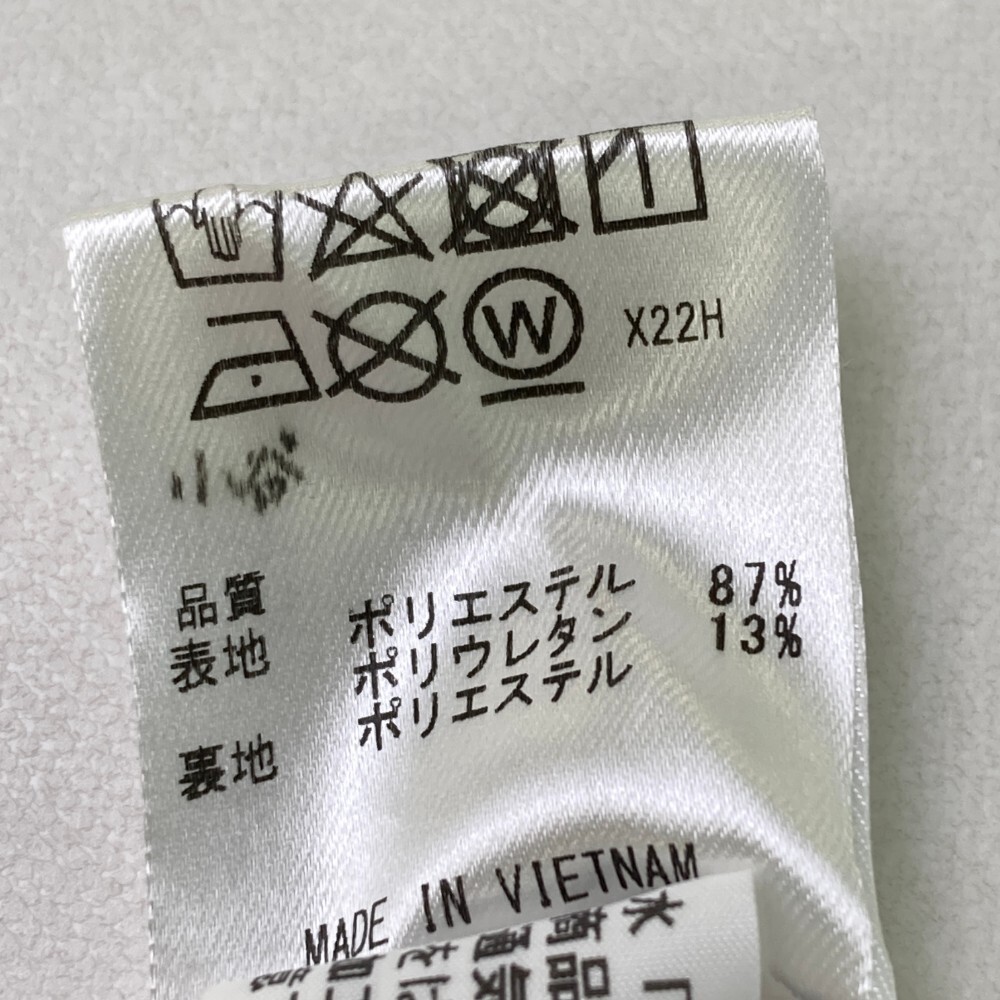 W X22H
品質
表地 ポリエステル 87%
ポリウレタン 13%
裏地 ポリエステル
MADE IN VIETNAM